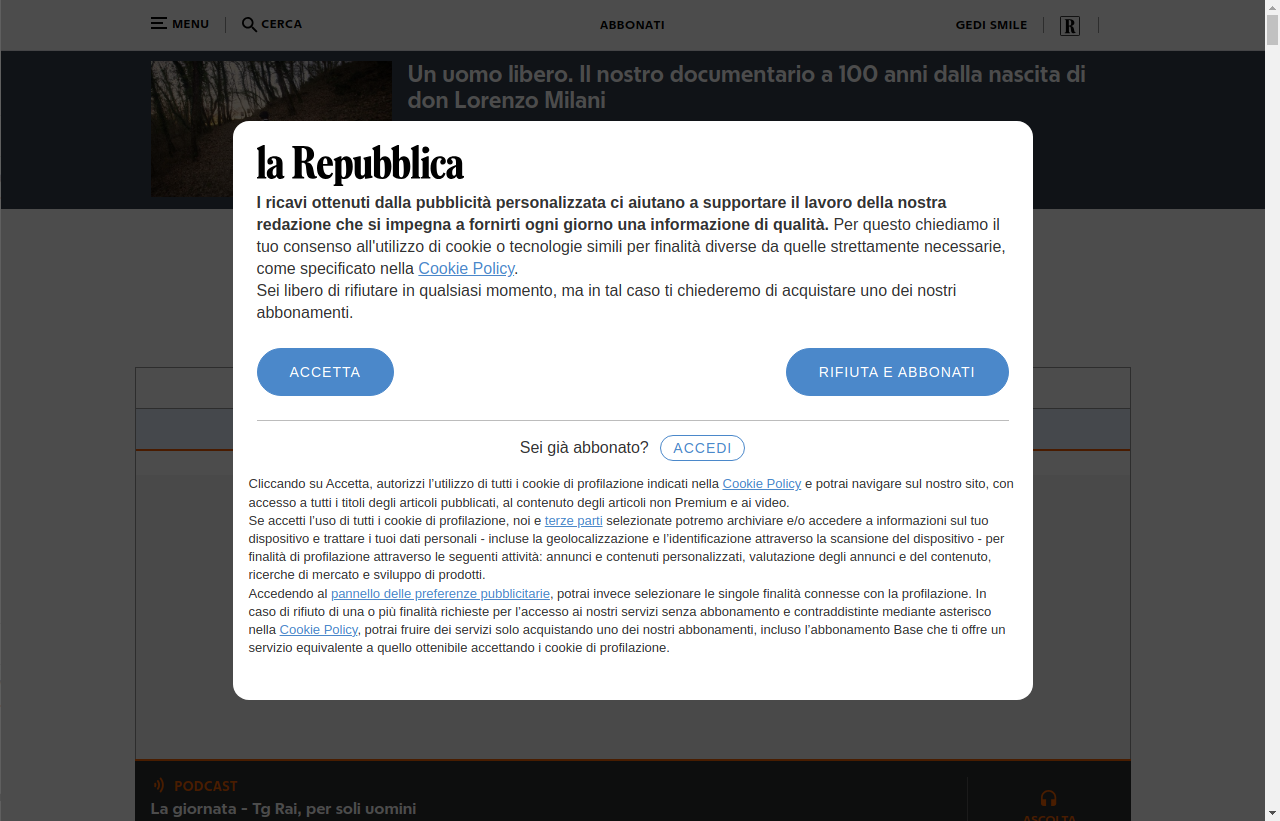 MENU
CERCA
ABBONATI
GEDI SMILE
R
Un uomo libero. Il nostro documentario a 100 anni dalla nascita di
don Lorenzo Milani
la Repubblica
I ricavi ottenuti dalla pubblicità personalizzata ci aiutano a supportare il lavoro della nostra
redazione che si impegna a fornirti ogni giorno una informazione di qualità. Per questo chiediamo il
tuo consenso all'utilizzo di cookie o tecnologie simili per finalità diverse da quelle strettamente necessarie,
come specificato nella Cookie Policy.
Sei libero di rifiutare in qualsiasi momento, ma in tal caso ti chiederemo di acquistare uno dei nostri
abbonamenti.
ACCETTA
RIFIUTA E ABBONATI
Sei già abbonato?
ACCEDI
Cliccando su Accetta, autorizzi l’utilizzo di tutti i cookie di profilazione indicati nella Cookie Policy e potrai navigare sul nostro sito, con
accesso a tutti i titoli degli articoli pubblicati, al contenuto degli articoli non Premium e ai video.
Se accetti l’uso di tutti i cookie di profilazione, noi e terze parti selezionate potremo archiviare e/o accedere a informazioni sul tuo
dispositivo e trattare i tuoi dati personali - incluse la geolocalizzazione e l’identificazione attraverso la scansione del dispositivo - per
finalità di profilazione attraverso le seguenti attività: annunci e contenuti personalizzati, valutazione degli annunci e del contenuto,
ricerche di mercato e sviluppo di prodotti.
Accedendo al pannello delle preferenze pubblicitarie, potrai invece selezionare le singole finalità connesse con la profilazione. In
caso di rifiuto di una o più finalità richieste per l’accesso ai nostri servizi senza abbonamento e contraddistinte mediante asterisco
nella Cookie Policy, potrai fruire dei servizi solo acquistando uno dei nostri abbonamenti, incluso l’abbonamento Base che ti offre un
servizio equivalente a quello ottenibile accettando i cookie di profilazione.
PODCAST
La giornata - Tg Rai, per soli uomini
ASCOLTA